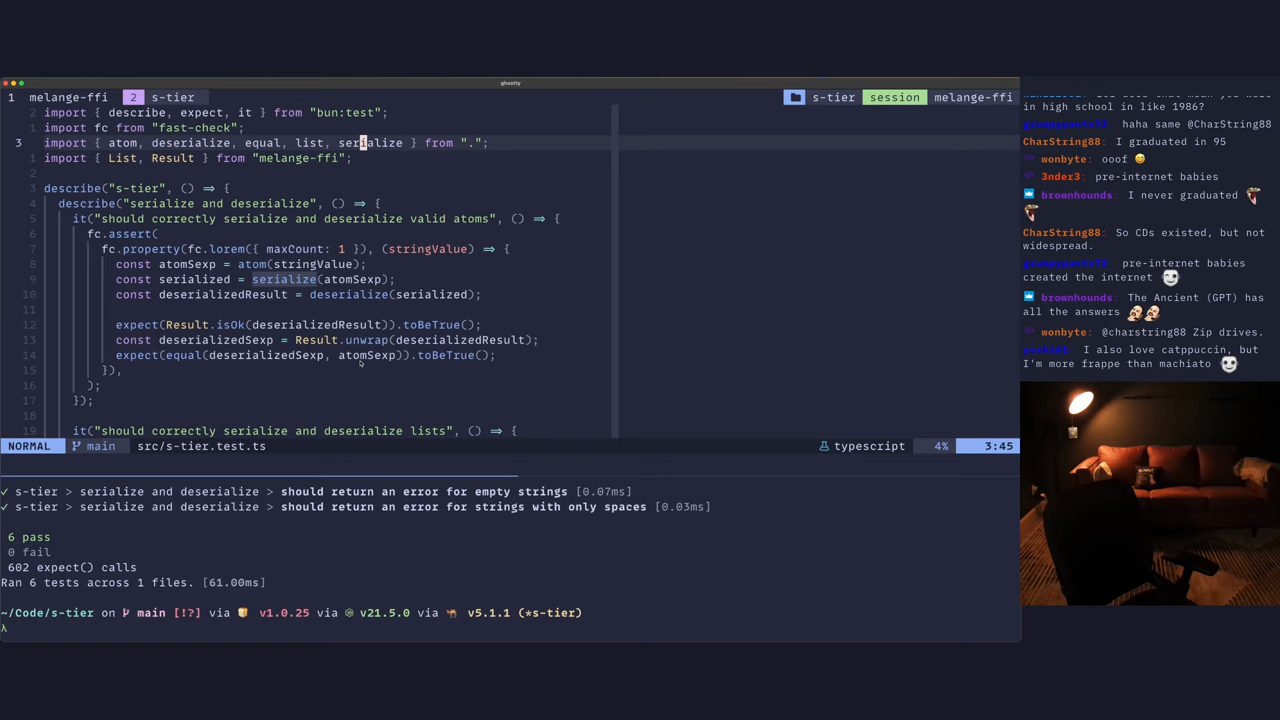 ghostty
1 melange-ffi 2 s-tier s-tier session melange-ffi
2 import { describe, expect, it } from "bun:test";
1 import fc from "fast-check";
3 import { atom, deserialize, equal, list, serialize } from ".";
1 import { List, Result } from "melange-ffi";
2
3 describe("s-tier", () => {
4 describe("serialize and deserialize", () => {
5 it("should correctly serialize and deserialize valid atoms", () => {
6 fc.assert(
7 fc.property(fc.lorem({ maxCount: 1 }), (stringValue) => {
8 const atomSexp = atom(stringValue);
9 const serialized = serialize(atomSexp);
10 const deserializedResult = deserialize(serialized);
11
12 expect(Result.isOk(deserializedResult)).toBeTrue();
13 const deserializedSexp = Result.unwrap(deserializedResult);
14 expect(equal(deserializedSexp, atomSexp)).toBeTrue();
15 }),
16 );
17 });
18
19 it("should correctly serialize and deserialize lists", () => {
NORMAL main src/s-tier.test.ts typescript 4% 3:45
✓ s-tier > serialize and deserialize > should return an error for empty strings [0.07ms]
✓ s-tier > serialize and deserialize > should return an error for strings with only spaces [0.03ms]
6 pass
0 fail
602 expect() calls
Ran 6 tests across 1 files. [61.00ms]
~/Code/s-tier on main [!?] via v1.0.25 via v21.5.0 via v5.1.1 (*s-tier)
λ
in high school in like 1986?
haha same @CharString88
CharString88: I graduated in 95
wonbyte: ooof
3nder3: pre-internet babies
brownhounds: I never graduated
CharString88: So CDs existed, but not
widespread.
pre-internet babies
created the internet
brownhounds: The Ancient (GPT) has
all the answers
wonbyte: @charstring88 Zip drives.
I also love catppuccin, but
I'm more frappe than machiato